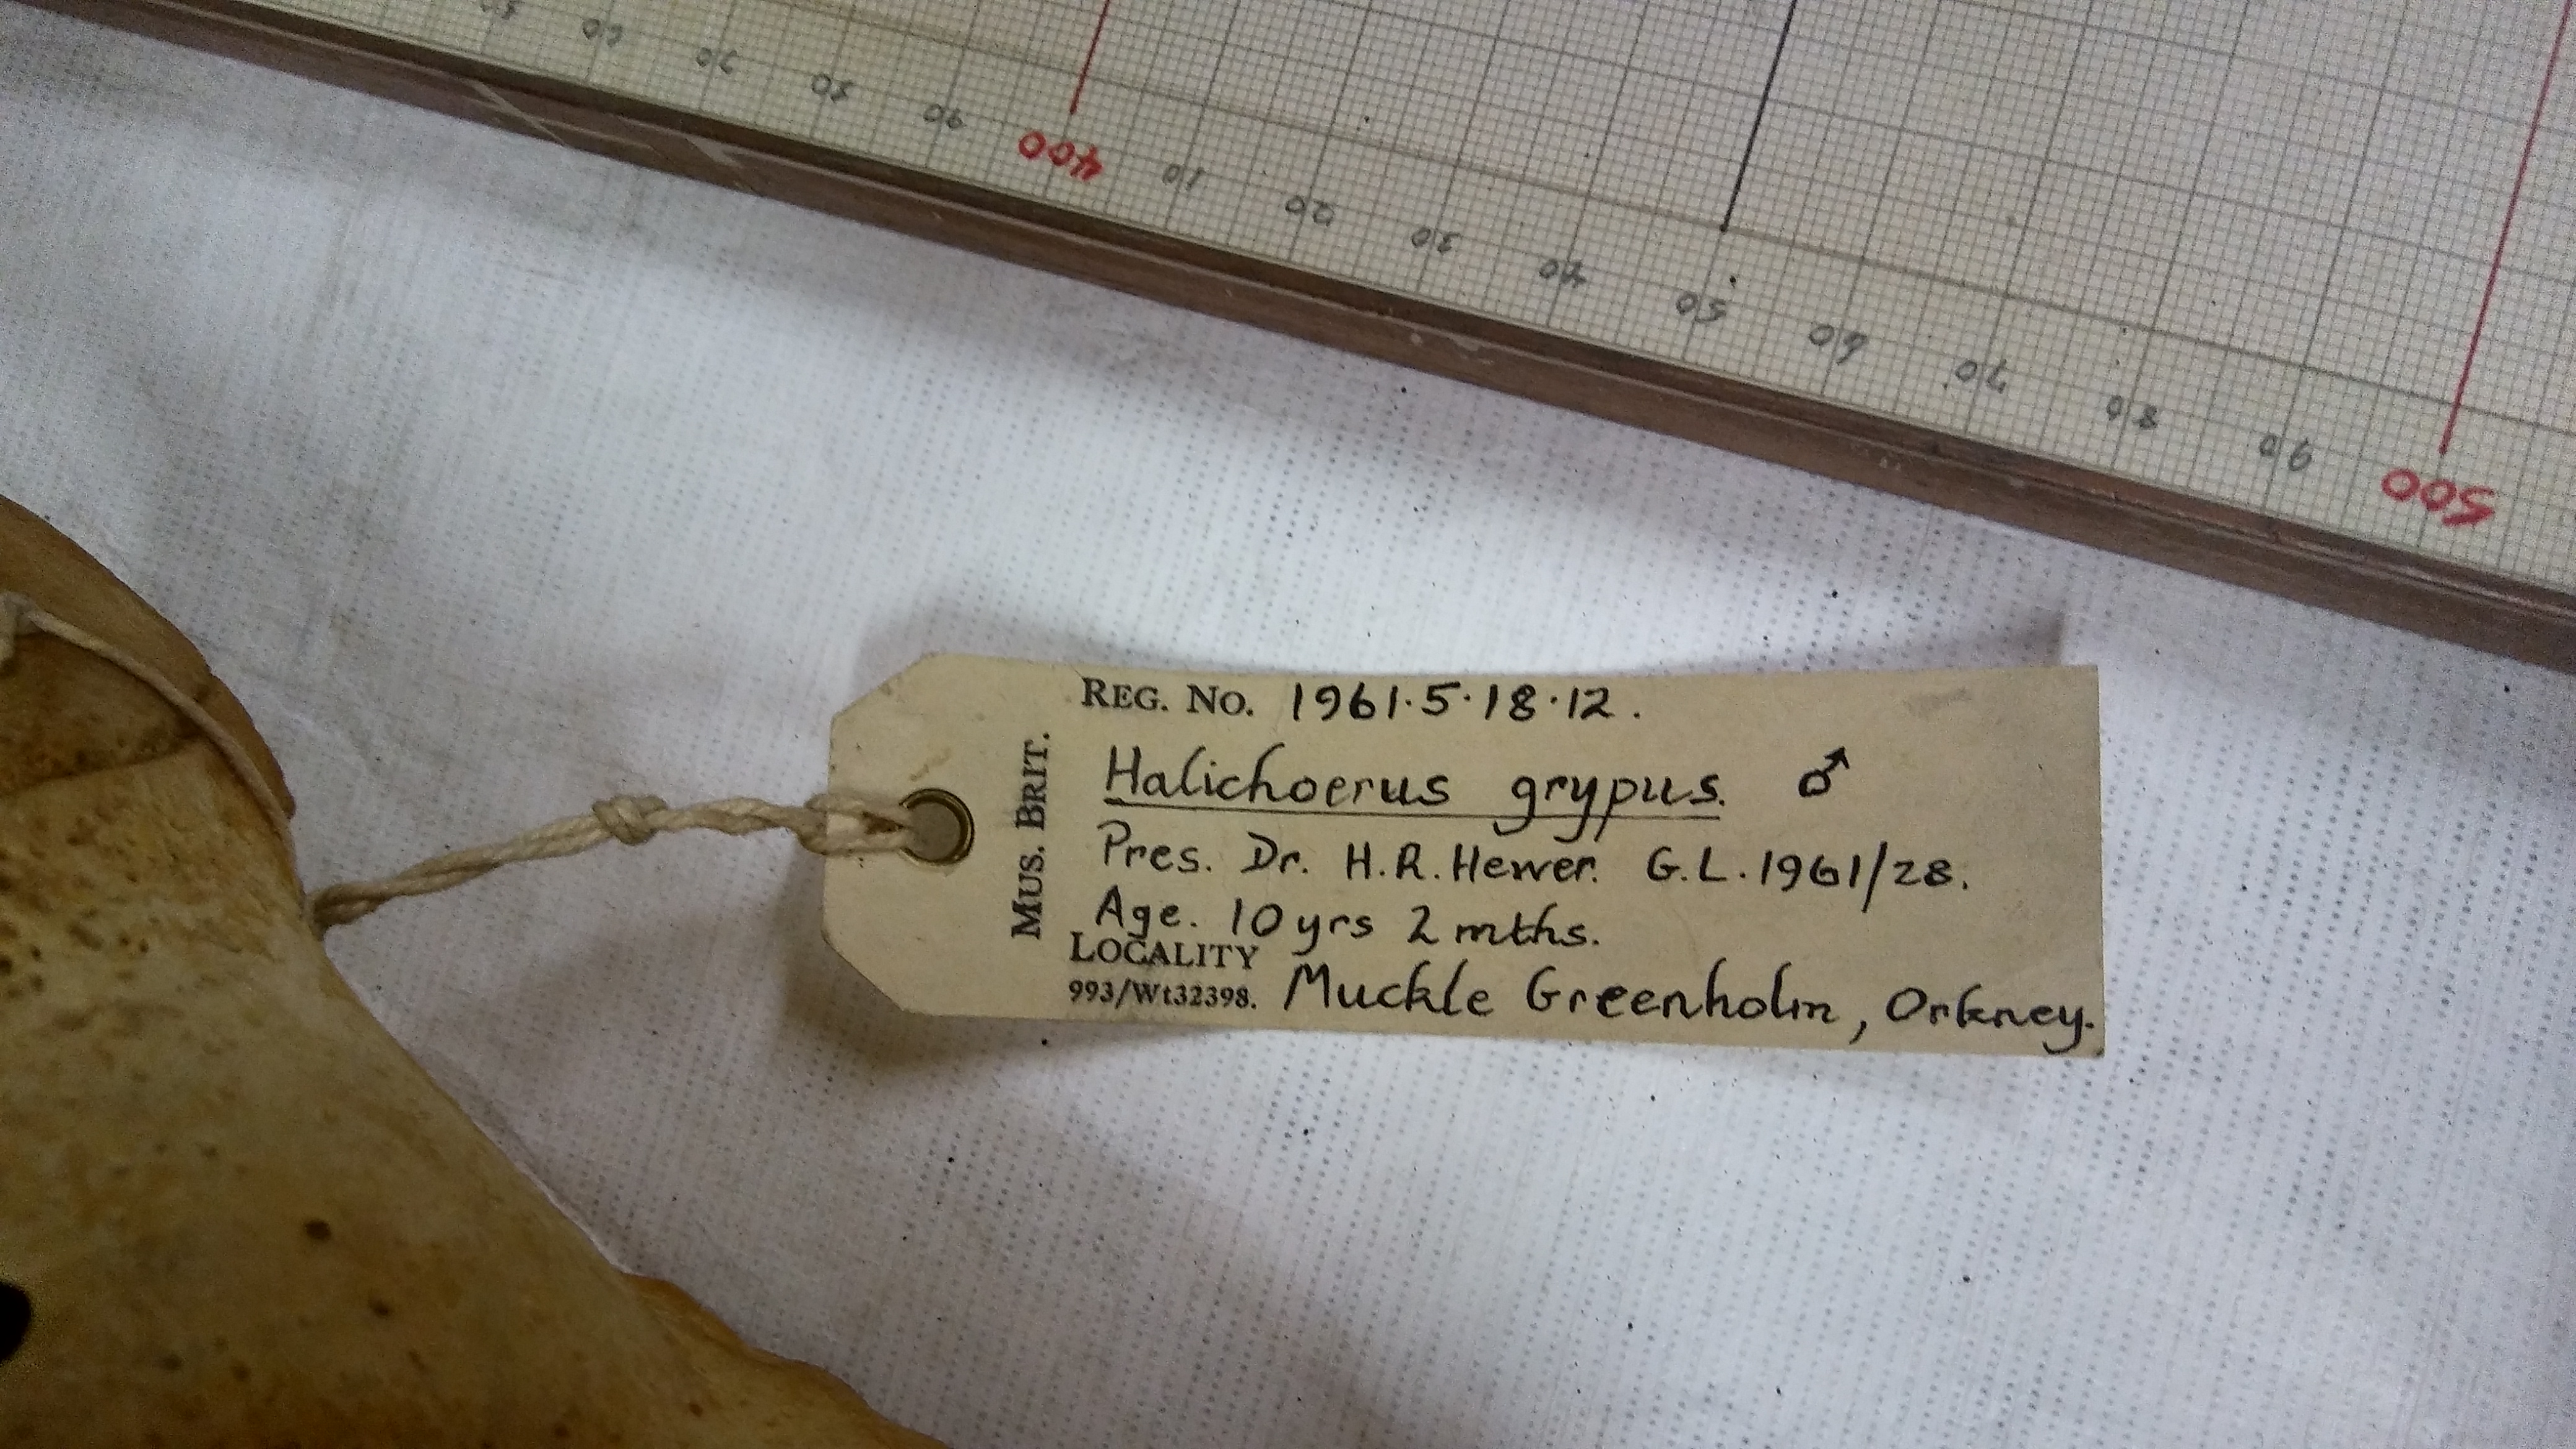 MUS. BRIT.
REG. NO. 1961.5.18.12.
Halichoerus grypus. ♂
Pres. Dr. H.R. Hewer. G.L. 1961/28.
Age. 10 yrs 2 mths.
LOCALITY Muckle Greenholm, Orkney.
993/Wt32398.
60
70
80
90
400
10
20
30
40
50
60
70
80
90
500